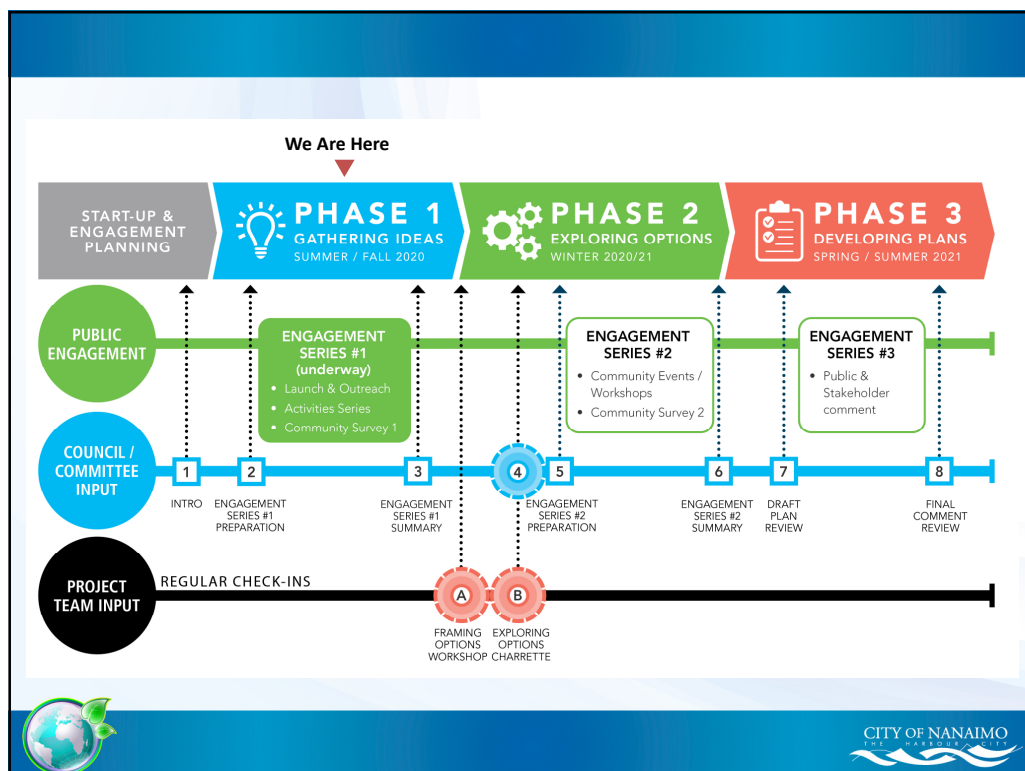 We Are Here
START-UP &
ENGAGEMENT
PLANNING
PHASE 1
GATHERING IDEAS
SUMMER / FALL 2020
PHASE 2
EXPLORING OPTIONS
WINTER 2020/21
PHASE 3
DEVELOPING PLANS
SPRING / SUMMER 2021
PUBLIC
ENGAGEMENT
ENGAGEMENT
SERIES #1
(underway)
• Launch & Outreach
• Activities Series
• Community Survey 1
ENGAGEMENT
SERIES #2
• Community Events /
Workshops
• Community Survey 2
ENGAGEMENT
SERIES #3
• Public &
Stakeholder
comment
COUNCIL /
COMMITTEE
INPUT
1
INTRO
2
ENGAGEMENT
SERIES #1
PREPARATION
3
ENGAGEMENT
SERIES #1
SUMMARY
4
5
ENGAGEMENT
SERIES #2
PREPARATION
6
ENGAGEMENT
SERIES #2
SUMMARY
7
DRAFT
PLAN
REVIEW
8
FINAL
COMMENT
REVIEW
PROJECT
TEAM INPUT
REGULAR CHECK-INS
A
FRAMING
OPTIONS
WORKSHOP
B
EXPLORING
OPTIONS
CHARRETTE
CITY OF NANAIMO
THE HARBOUR CITY